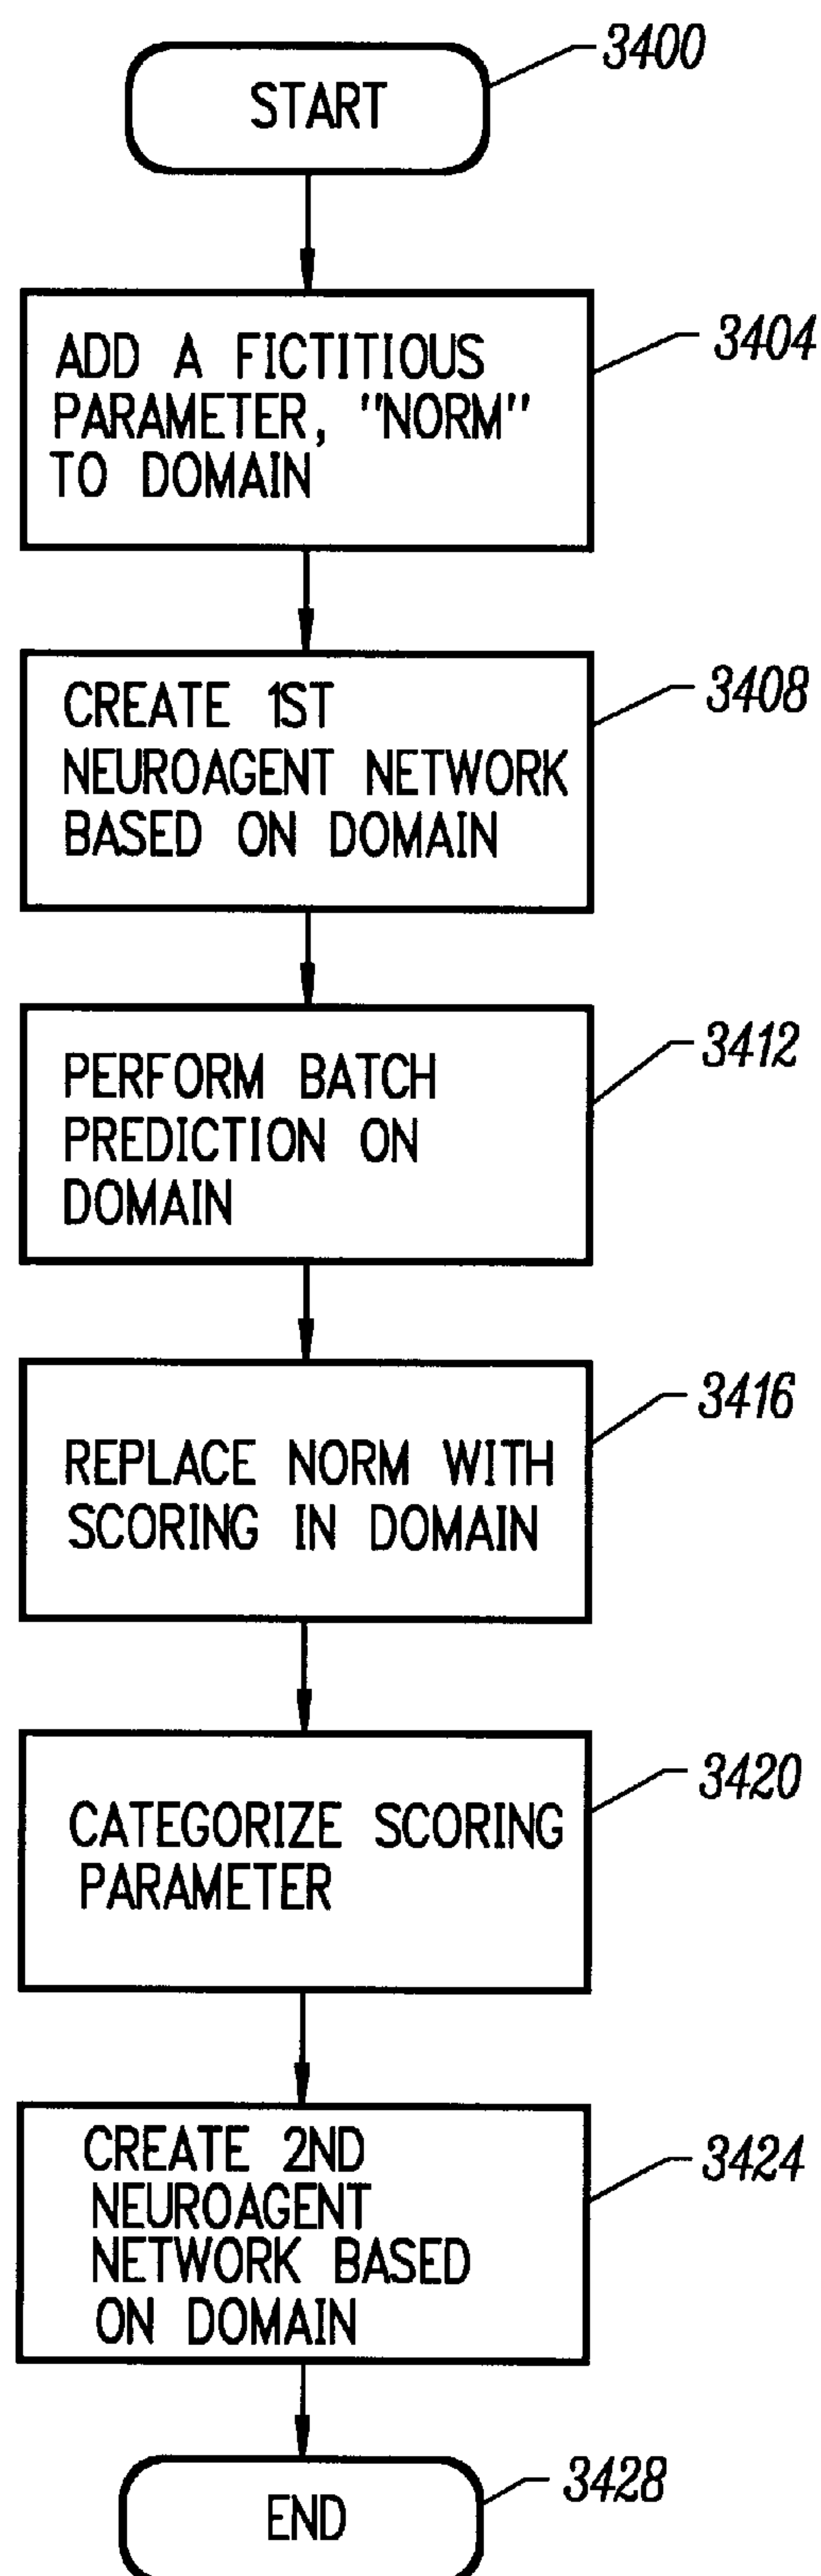 START
3400
ADD A FICTITIOUS
PARAMETER, "NORM"
TO DOMAIN
3404
CREATE 1ST
NEUROAGENT NETWORK
BASED ON DOMAIN
3408
PERFORM BATCH
PREDICTION ON
DOMAIN
3412
REPLACE NORM WITH
SCORING IN DOMAIN
3416
CATEGORIZE SCORING
PARAMETER
3420
CREATE 2ND
NEUROAGENT
NETWORK BASED
ON DOMAIN
3424
END
3428